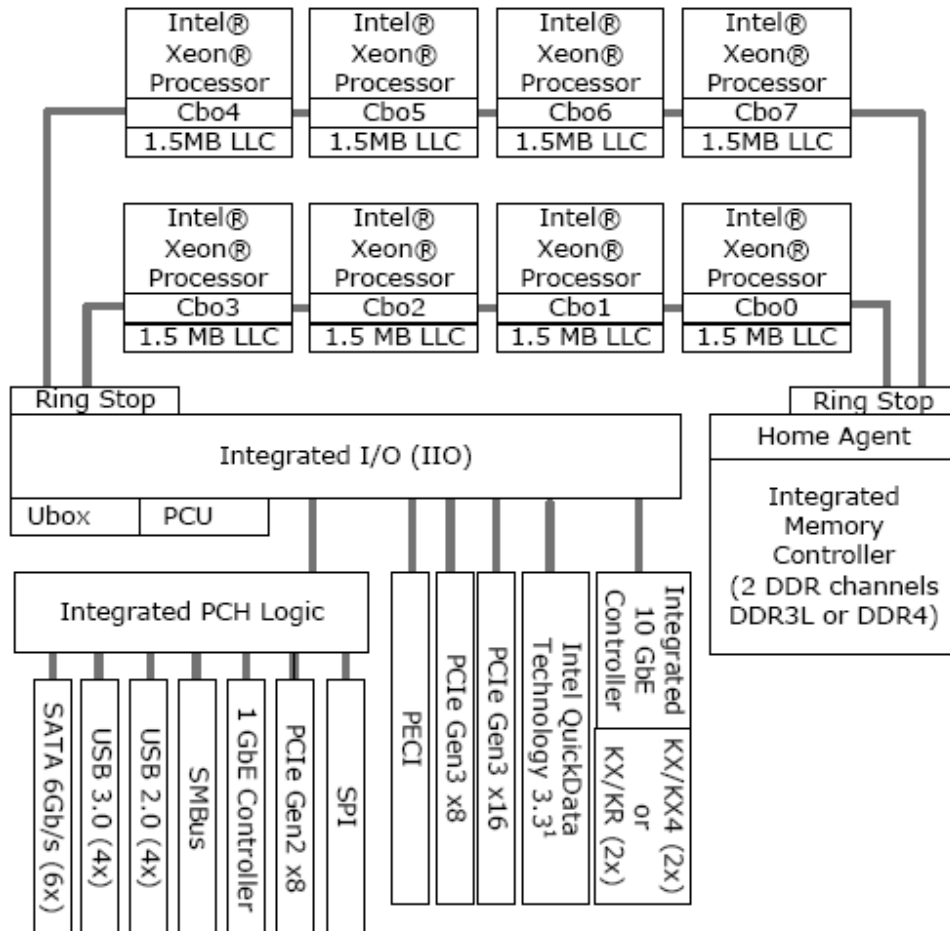 Intel®
Xeon®
Processor
Cbo4
1.5MB LLC
Intel®
Xeon®
Processor
Cbo5
1.5MB LLC
Intel®
Xeon®
Processor
Cbo6
1.5MB LLC
Intel®
Xeon®
Processor
Cbo7
1.5MB LLC
Intel®
Xeon®
Processor
Cbo3
1.5 MB LLC
Intel®
Xeon®
Processor
Cbo2
1.5 MB LLC
Intel®
Xeon®
Processor
Cbo1
1.5 MB LLC
Intel®
Xeon®
Processor
Cbo0
1.5 MB LLC
Ring Stop
Integrated I/O (IIO)
Ubox
PCU
Ring Stop
Home Agent
Integrated
Memory
Controller
(2 DDR channels
DDR3L or DDR4)
Integrated PCH Logic
SATA 6Gb/s (6x)
USB 3.0 (4x)
USB 2.0 (4x)
SMBus
1 GbE Controller
PCIe Gen2 x8
SPI
PECI
PCIe Gen3 x8
PCIe Gen3 x16
Intel QuickData
Technology 3.3¹
Integrated
10 GbE
Controller
KX/KX4 (2x)
or
KX/KR (2x)